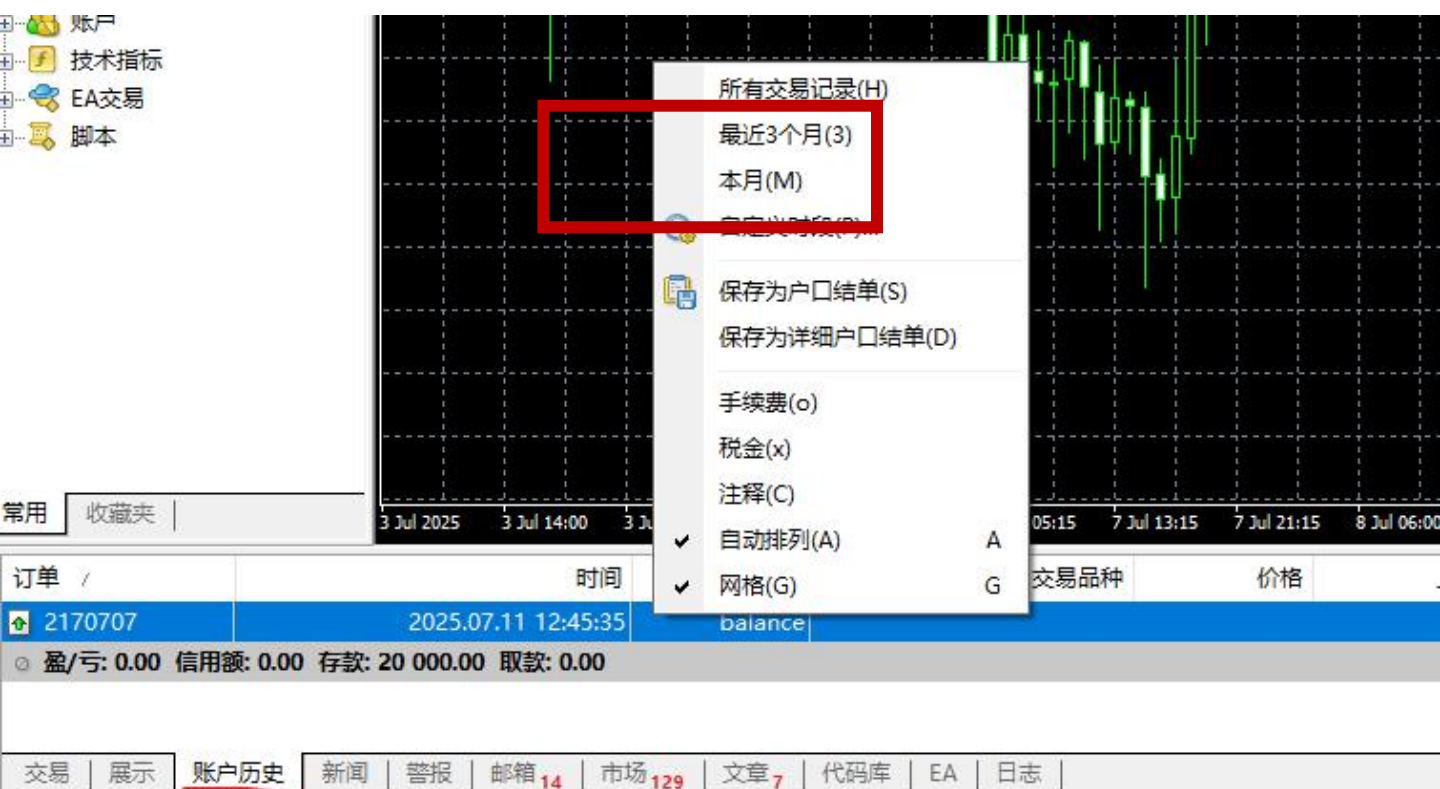 账户
技术指标
EA交易
脚本
常用
收藏夹
所有交易记录(H)
最近3个月(3)
本月(M)
自定义时段(P)...
保存为户口结单(S)
保存为详细户口结单(D)
手续费(o)
税金(x)
注释(C)
自动排列(A) A
网格(G) G
3 Jul 2025 3 Jul 14:00 05:15 7 Jul 13:15 7 Jul 21:15 8 Jul 06:00
订单 / 时间 交易品种 价格
2170707 2025.07.11 12:45:35 balance
盈/亏: 0.00 信用额: 0.00 存款: 20 000.00 取款: 0.00
交易 展示 账户历史 新闻 警报 邮箱 14 市场 129 文章 7 代码库 EA 日志